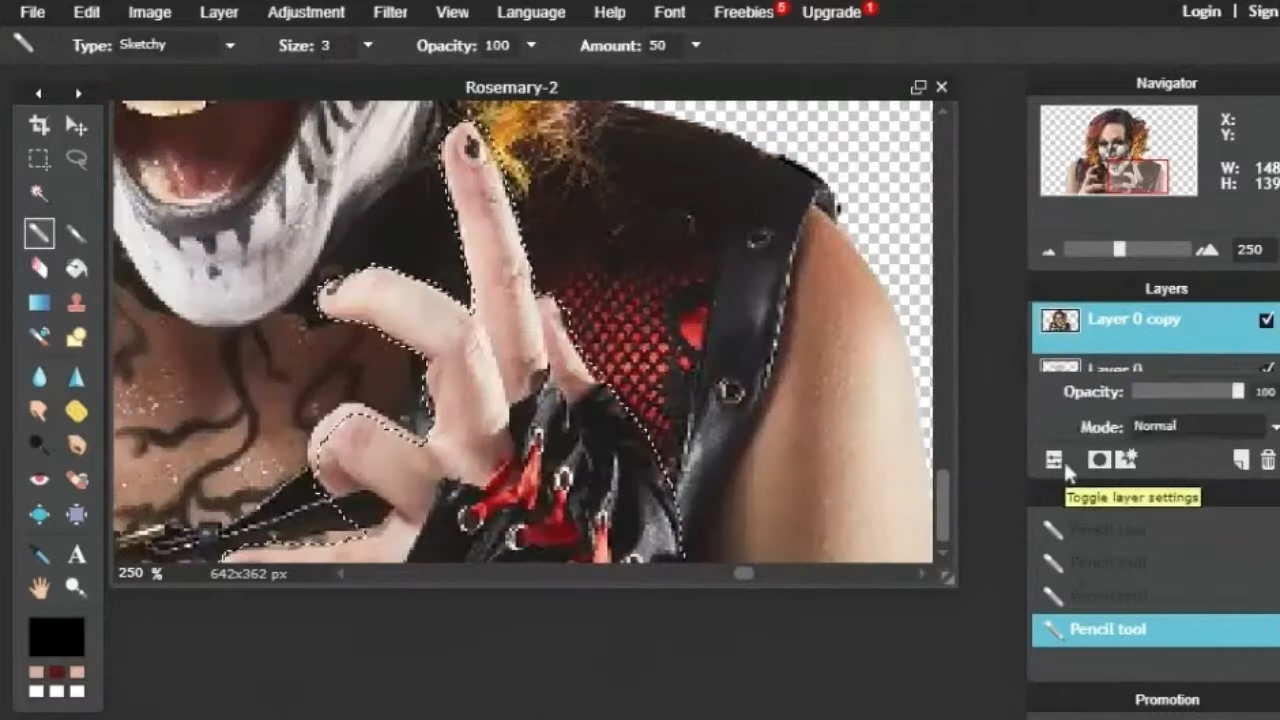 File Edit Image Layer Adjustment Filter View Language Help Font Freebies 5 Upgrade 1 Login | Sign
Type: Sketchy Size: 3 Opacity: 100 Amount: 50
Rosemary-2
Navigator
X:
Y:
W: 148
H: 139
250
Layers
Layer 0 copy
Layer 0
Opacity: 100
Mode: Normal
Toggle layer settings
Pencil tool
Pencil tool
Pencil tool
Pencil tool
A
250 % 642x362 px
Promotion